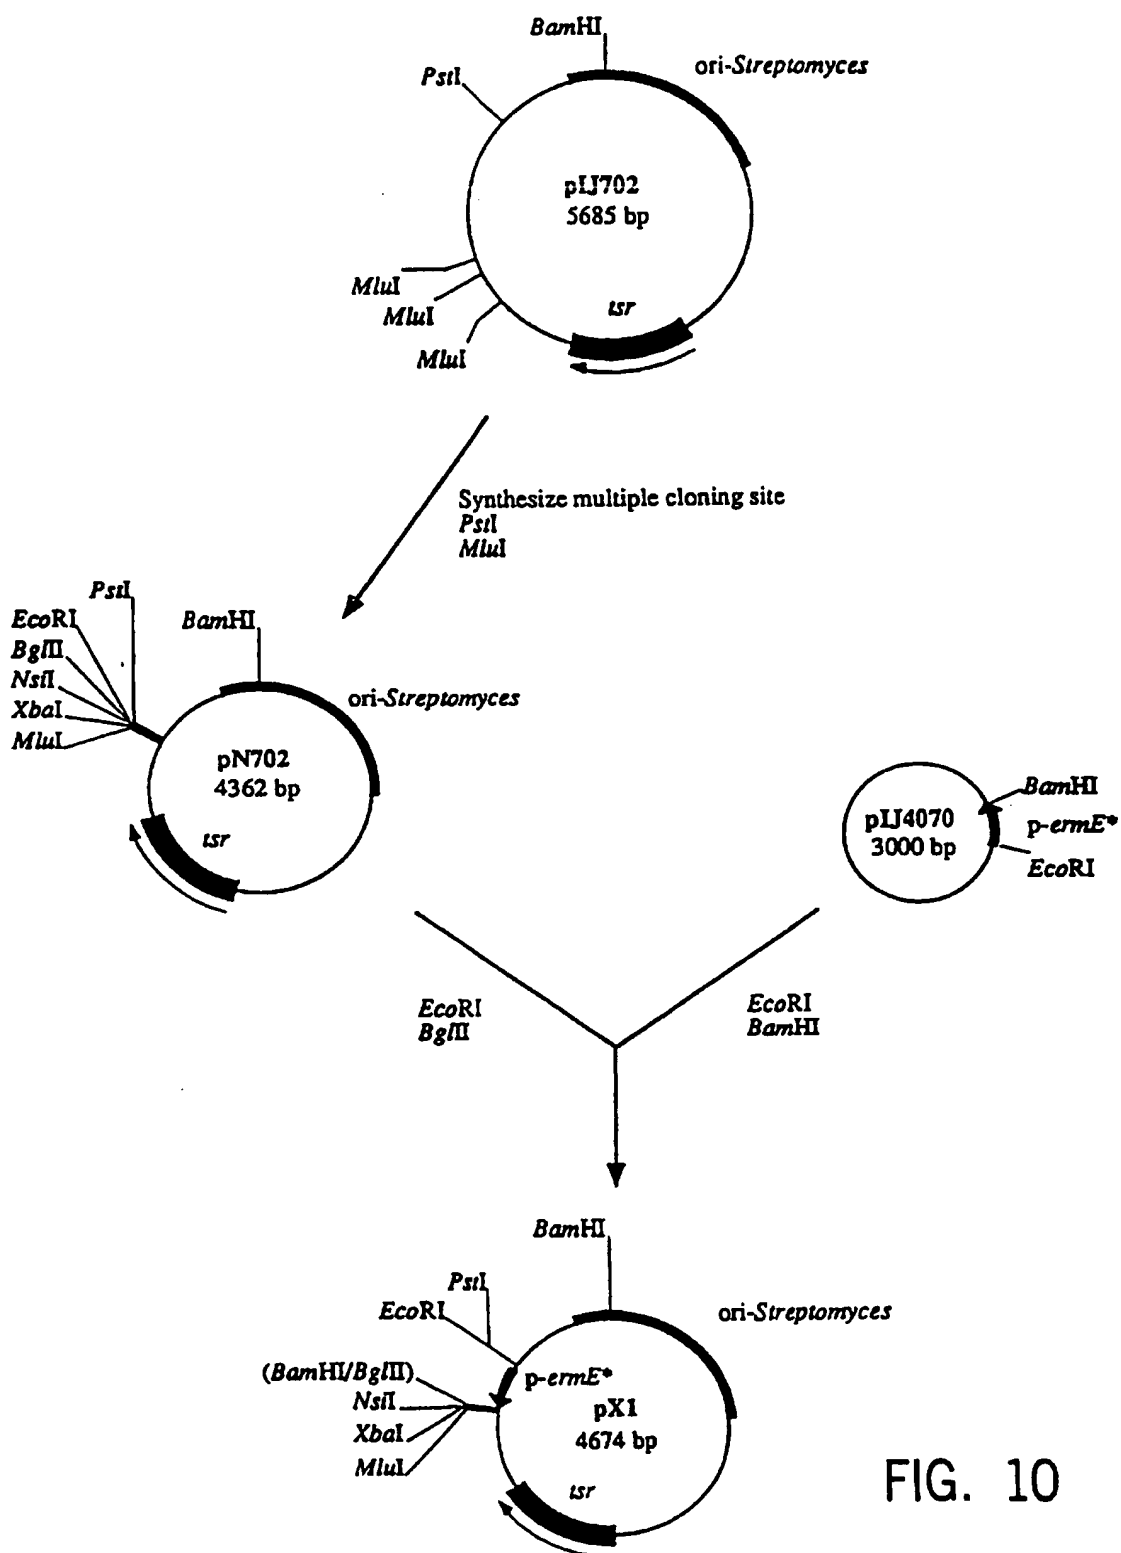 BamHI
ori-Streptomyces
PstI
pIJ702
5685 bp
MluI
MluI
MluI
tsr
Synthesize multiple cloning site
PstI
MluI
PstI
EcoRI
BglII
NsiI
XbaI
MluI
BamHI
ori-Streptomyces
pN702
4362 bp
tsr
pIJ4070
3000 bp
BamHI
p-ermE*
EcoRI
EcoRI
BglII
EcoRI
BamHI
BamHI
PstI
EcoRI
ori-Streptomyces
(BamHI/BglII)
NsiI
XbaI
MluI
p-ermE*
pX1
4674 bp
tsr
FIG. 10